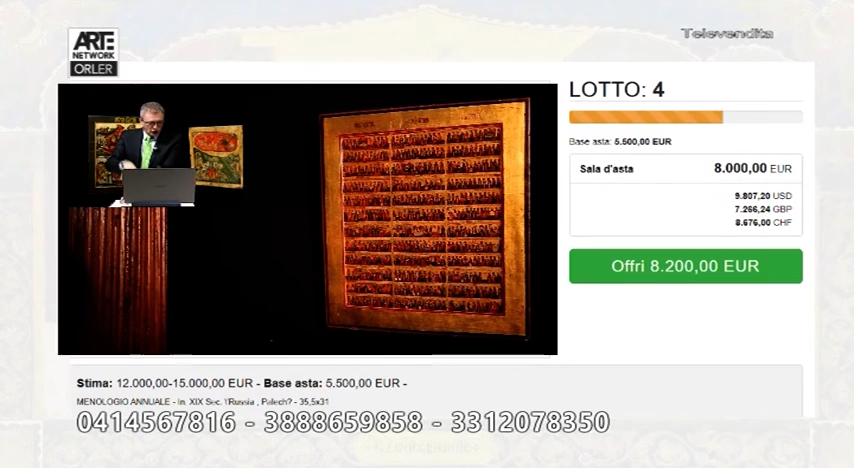 ARTE
NETWORK
ORLER
Televendita
LOTTO: 4
Base asta: 5.500,00 EUR
Sala d'asta 8.000,00 EUR
9.807,20 USD
7.266,24 GBP
8.676,00 CHF
Offri 8.200,00 EUR
Stima: 12.000,00-15.000,00 EUR - Base asta: 5.500,00 EUR -
MENOLOGIO ANNUALE - In. XIX Sec. \'Russia , Palech? - 35,5x31
0414567816 - 3888659858 - 3312078350